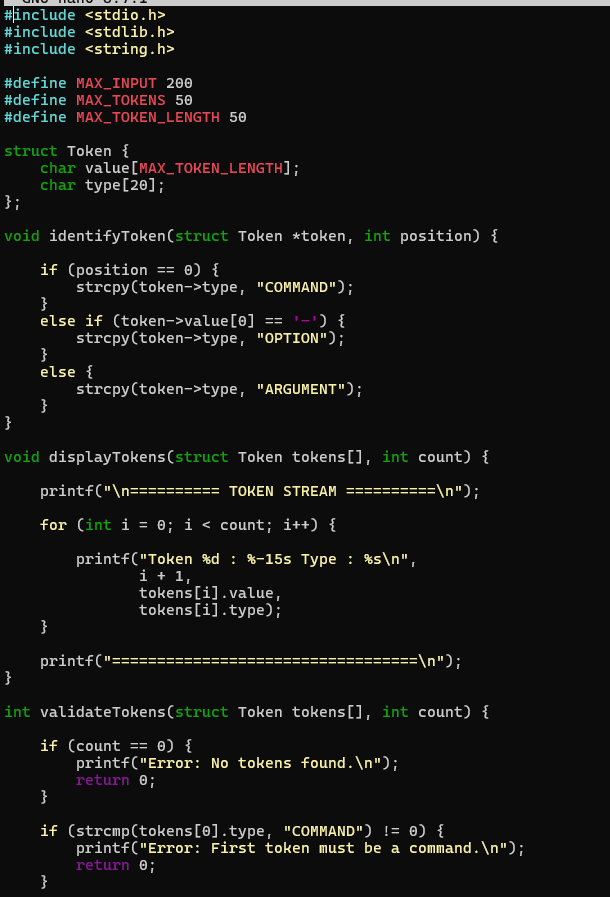 #include <stdio.h>
#include <stdlib.h>
#include <string.h>

#define MAX_INPUT 200
#define MAX_TOKENS 50
#define MAX_TOKEN_LENGTH 50

struct Token {
    char value[MAX_TOKEN_LENGTH];
    char type[20];
};

void identifyToken(struct Token *token, int position) {

    if (position == 0) {
        strcpy(token->type, "COMMAND");
    }
    else if (token->value[0] == '-') {
        strcpy(token->type, "OPTION");
    }
    else {
        strcpy(token->type, "ARGUMENT");
    }
}

void displayTokens(struct Token tokens[], int count) {

    printf("\n========== TOKEN STREAM ==========\n");

    for (int i = 0; i < count; i++) {

        printf("Token %d : %-15s Type : %s\n",
               i + 1,
               tokens[i].value,
               tokens[i].type);
    }

    printf("==================================\n");
}

int validateTokens(struct Token tokens[], int count) {

    if (count == 0) {
        printf("Error: No tokens found.\n");
        return 0;
    }

    if (strcmp(tokens[0].type, "COMMAND") != 0) {
        printf("Error: First token must be a command.\n");
        return 0;
    }